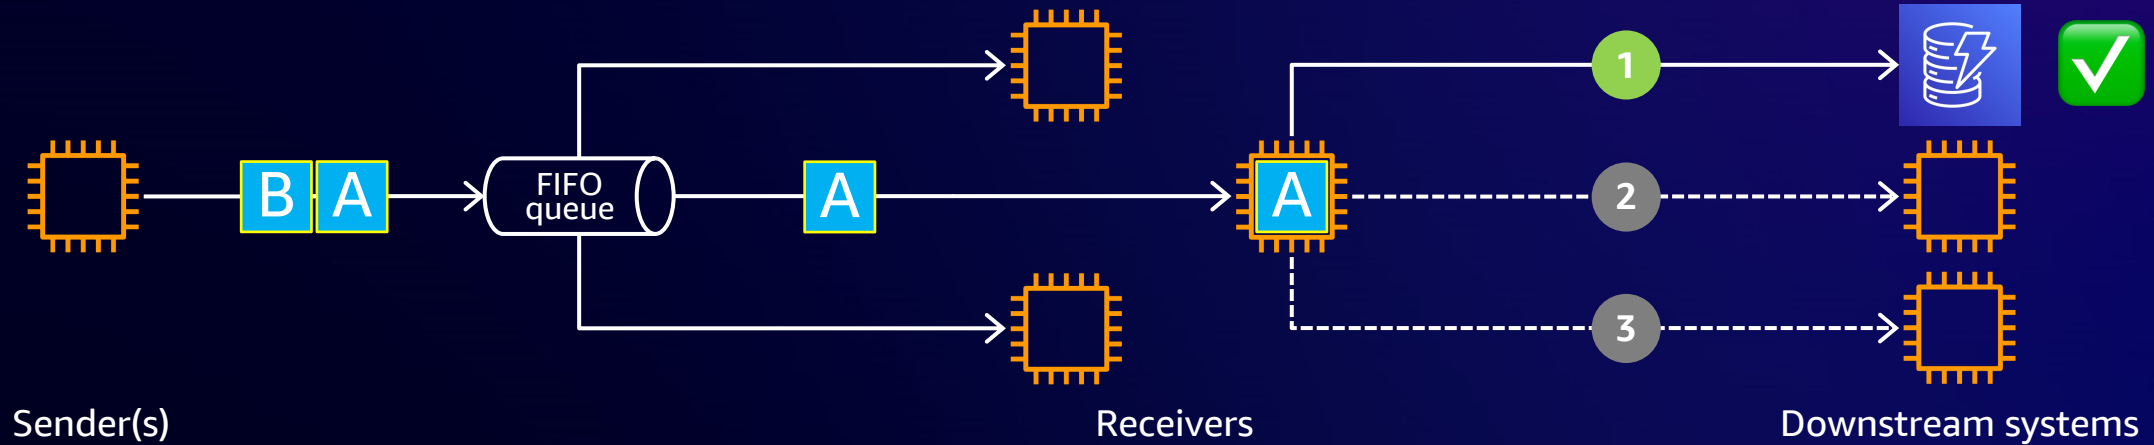 1
B A
FIFO
queue
A
A
2
3
Sender(s)
Receivers
Downstream systems